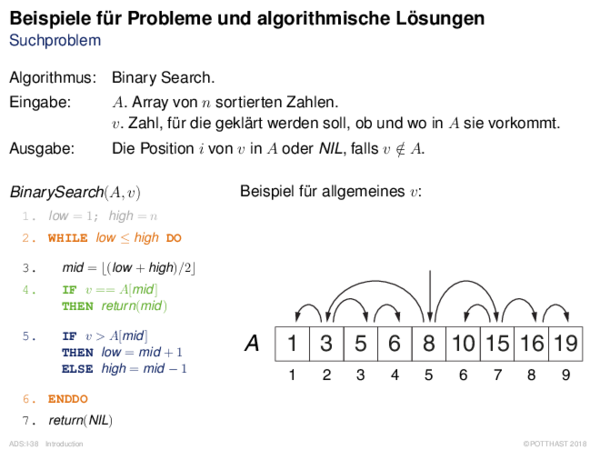 Beispiele für Probleme und algorithmische Lösungen
Suchproblem
Algorithmus: Binary Search.
Eingabe: A. Array von n sortierten Zahlen.
v. Zahl, für die geklärt werden soll, ob und wo in A sie vorkommt.
Ausgabe: Die Position i von v in A oder NIL, falls v ∉ A.
BinarySearch(A, v)
1. low = 1; high = n
2. WHILE low ≤ high DO
3. mid = ⌊(low + high)/2⌋
4. IF v == A[mid]
THEN return(mid)
5. IF v > A[mid]
THEN low = mid + 1
ELSE high = mid − 1
6. ENDDO
7. return(NIL)
Beispiel für allgemeines v:
A 1 3 5 6 8 10 15 16 19
1 2 3 4 5 6 7 8 9
ADS:I-38 Introduction © POTTHAST 2018